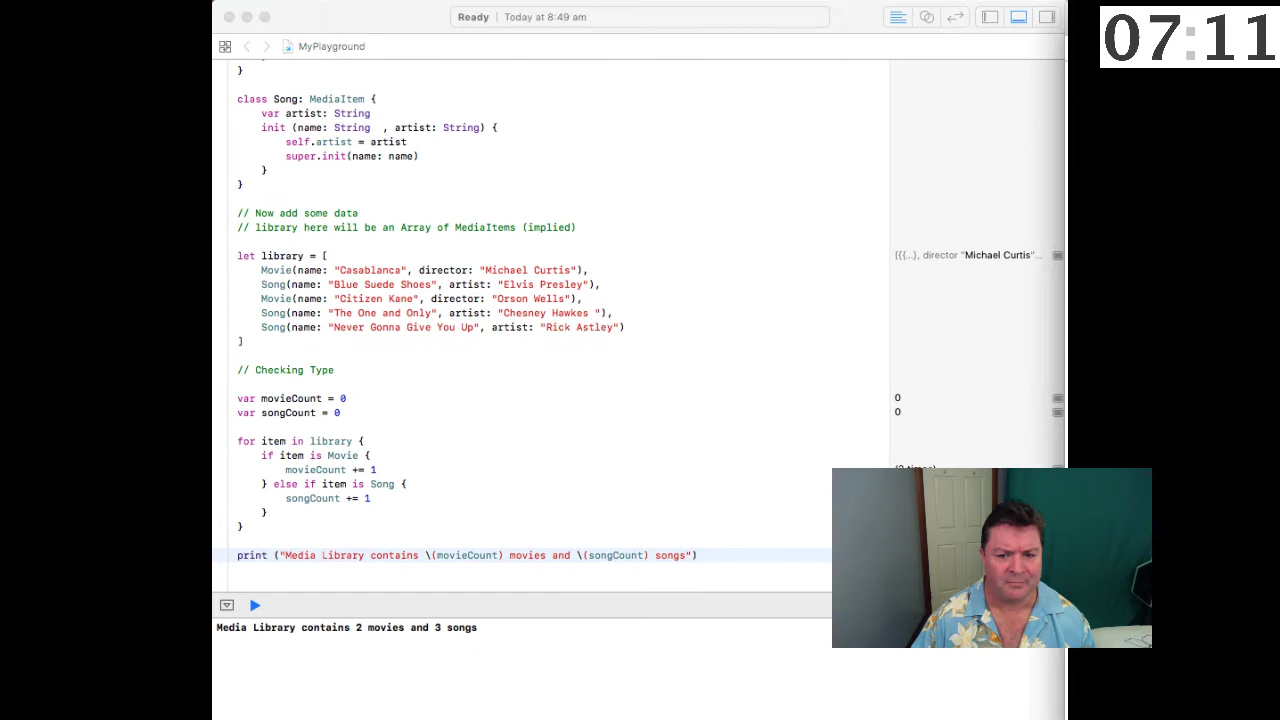 Ready | Today at 8:49 am
07:11
MyPlayground
}
class Song: MediaItem {
var artist: String
init (name: String , artist: String) {
self.artist = artist
super.init(name: name)
}
}
// Now add some data
// library here will be an Array of MediaItems (implied)
let library = [
[{{...}, director "Michael Curtis"...
Movie(name: "Casablanca", director: "Michael Curtis"),
Song(name: "Blue Suede Shoes", artist: "Elvis Presley"),
Movie(name: "Citizen Kane", director: "Orson Wells"),
Song(name: "The One and Only", artist: "Chesney Hawkes "),
Song(name: "Never Gonna Give You Up", artist: "Rick Astley")
]
// Checking Type
var movieCount = 0
0
var songCount = 0
0
for item in library {
if item is Movie {
movieCount += 1
} else if item is Song {
songCount += 1
}
}
print ("Media Library contains \(movieCount) movies and \(songCount) songs")
Media Library contains 2 movies and 3 songs